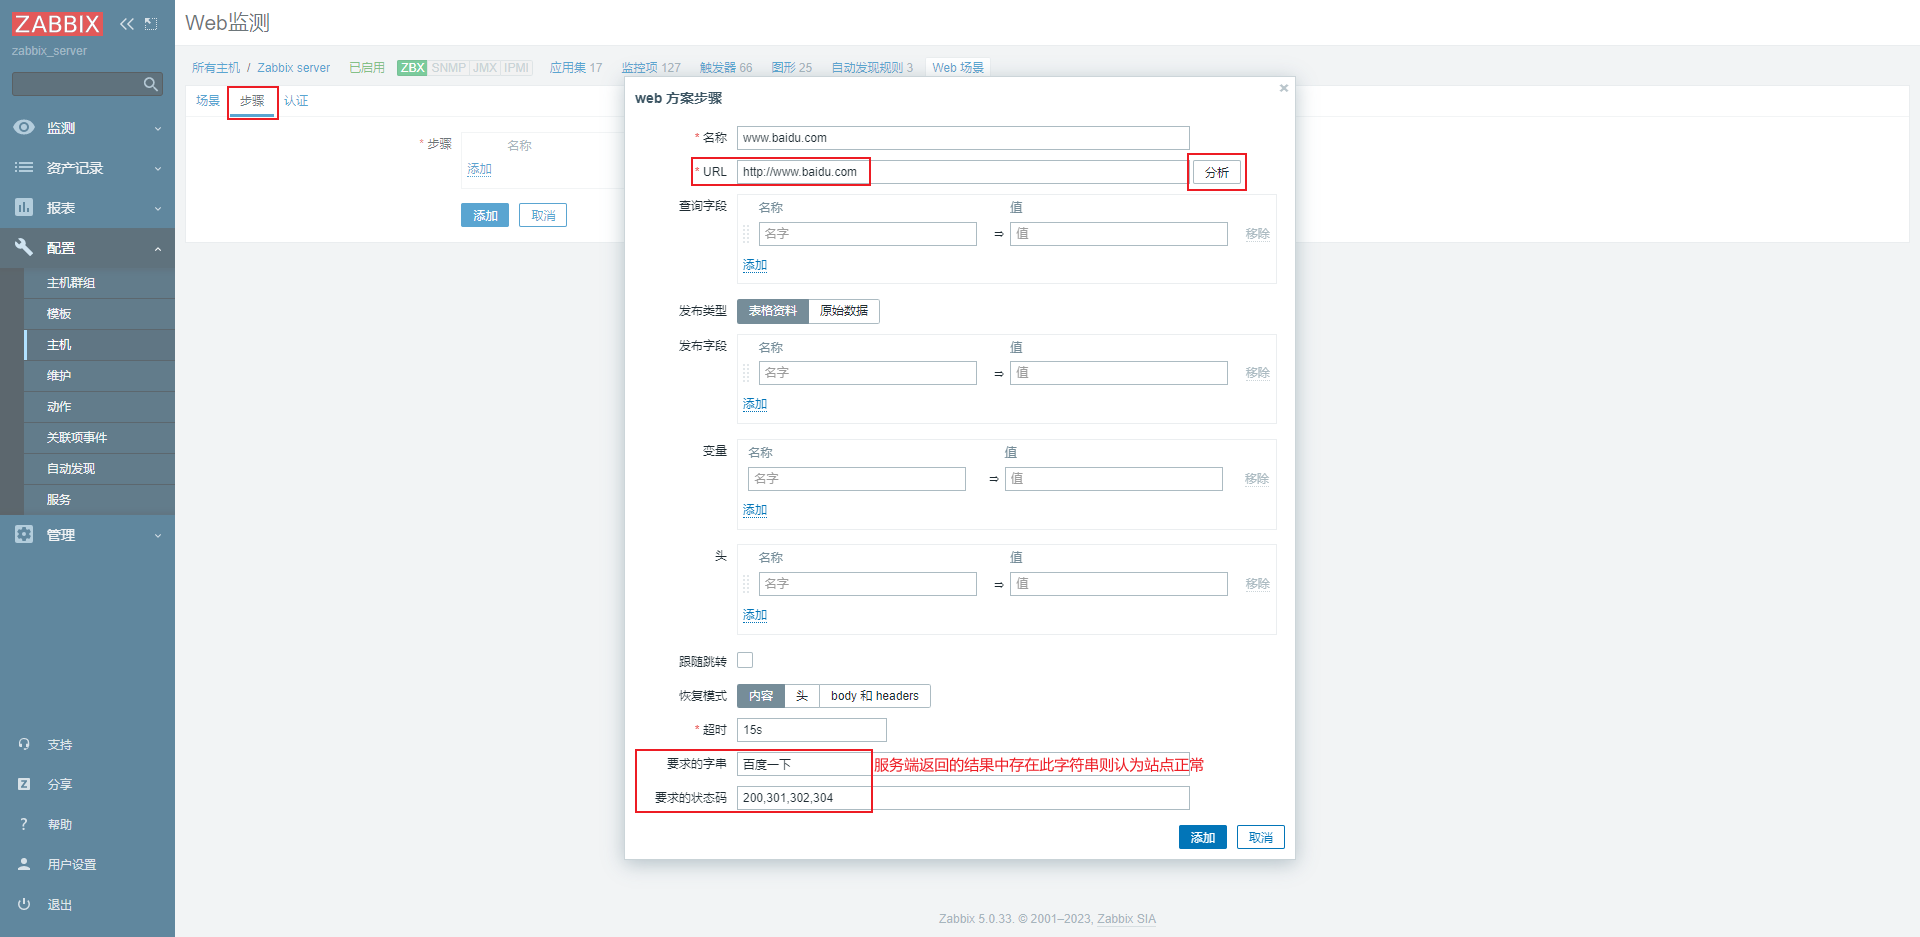 ZABBIX
zabbix_server
监测
资产记录
报表
配置
主机群组
模板
主机
维护
动作
关联项事件
自动发现
服务
管理
支持
分享
帮助
用户设置
退出
Web监测
所有主机 / Zabbix server 已启用 ZBX SNMP JMX IPMI 应用集 17 监控项 127 触发器 66 图形 25 自动发现规则 3 Web 场景
场景 步骤 认证
* 步骤 名称
添加
添加 取消
web 方案步骤
* 名称 www.baidu.com
* URL http://www.baidu.com 分析
查询字段 名称 值
名字 ⇒ 值 移除
添加
发布类型 表格资料 原始数据
发布字段 名称 值
名字 ⇒ 值 移除
添加
变量 名称 值
名字 ⇒ 值 移除
添加
头 名称 值
名字 ⇒ 值 移除
添加
跟随跳转
恢复模式 内容 头 body 和 headers
* 超时 15s
要求的字串 百度一下 服务端返回的结果中存在此字符串则认为站点正常
要求的状态码 200,301,302,304
添加 取消
Zabbix 5.0.33. © 2001–2023, Zabbix SIA